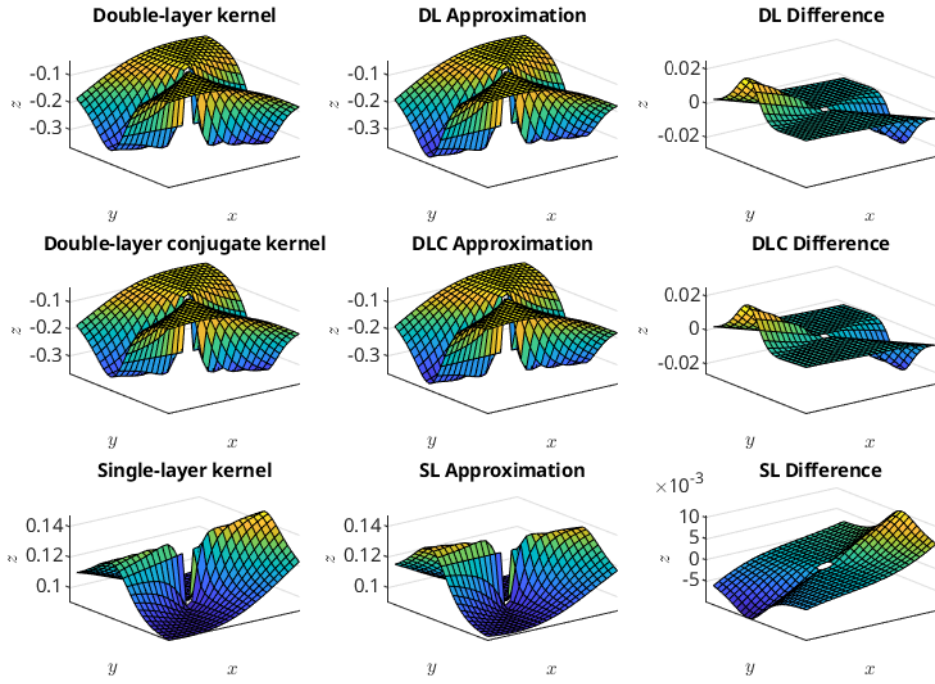 Double-layer kernel
DL Approximation
DL Difference
-0.1
-0.2
-0.3
z
y
x
-0.1
-0.2
-0.3
z
y
x
0.02
0
-0.02
z
y
x
Double-layer conjugate kernel
DLC Approximation
DLC Difference
-0.1
-0.2
-0.3
z
y
x
-0.1
-0.2
-0.3
z
y
x
0.02
0
-0.02
z
y
x
Single-layer kernel
SL Approximation
SL Difference
0.14
0.12
0.1
z
y
x
0.14
0.12
0.1
z
y
x
×10⁻³
10
5
0
-5
z
y
x